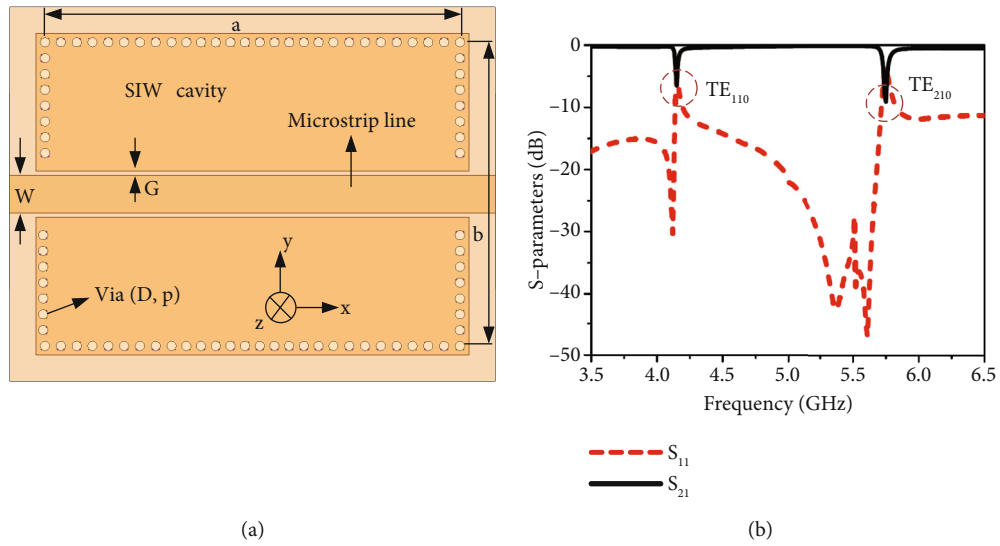 a
SIW cavity
Microstrip line
W
G
b
y
x
z
Via (D, p)
(a)
S–parameters (dB)
0
–10
–20
–30
–40
–50
TE₁₁₀
TE₂₁₀
3.5 4.0 4.5 5.0 5.5 6.0 6.5
Frequency (GHz)
S₁₁
S₂₁
(b)